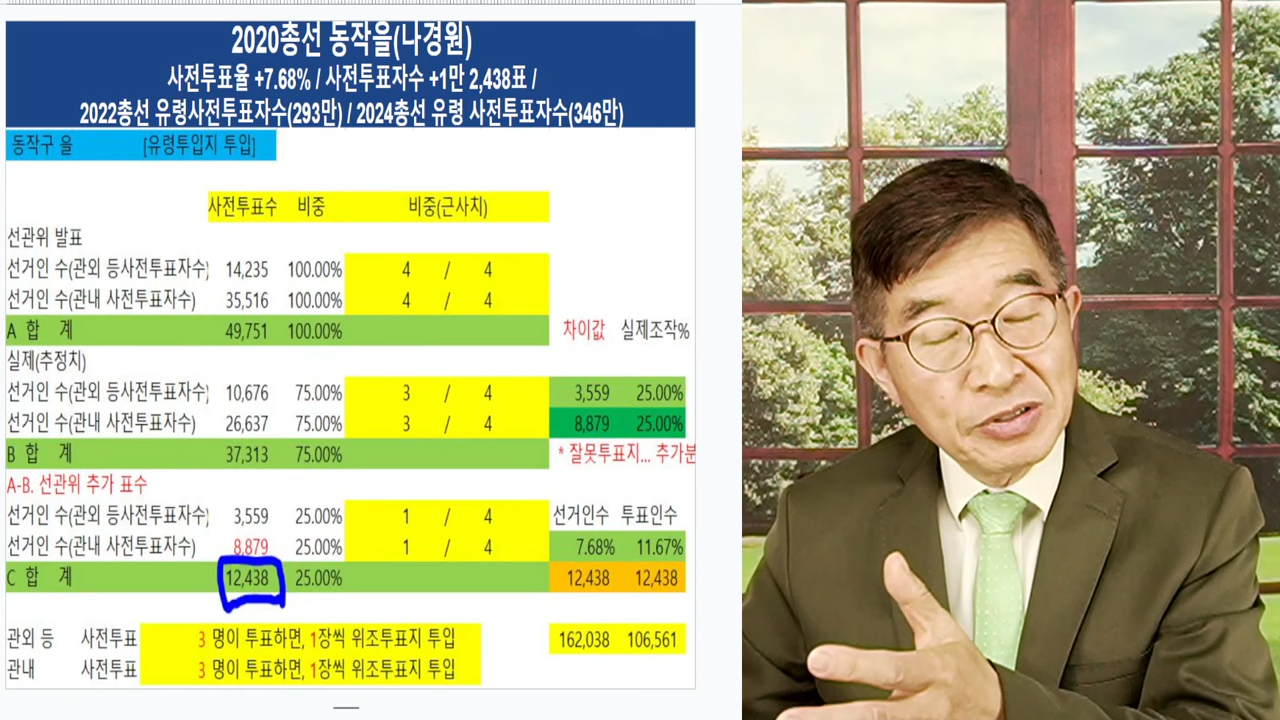 2020총선 동작을(나경원)
사전투표율 +7.68% / 사전투표자수 +1만 2,438표 /
2022총선 유령사전투표자수(293만) / 2024총선 유령 사전투표자수(346만)
동작구 을 [유령투입지 투입]
사전투표수 비중 비중(근사치)
선관위 발표
선거인 수(관외 등사전투표자수) 14,235 100.00% 4 / 4
선거인 수(관내 사전투표자수) 35,516 100.00% 4 / 4
A 합 계 49,751 100.00% 차이값 실제조작%
실제(추정치)
선거인 수(관외 등사전투표자수) 10,676 75.00% 3 / 4 3,559 25.00%
선거인 수(관내 사전투표자수) 26,637 75.00% 3 / 4 8,879 25.00%
B 합 계 37,313 75.00% * 잘못투표지... 추가분
A-B. 선관위 추가 표수
선거인 수(관외 등사전투표자수) 3,559 25.00% 1 / 4 선거인수 투표인수
선거인 수(관내 사전투표자수) 8,879 25.00% 1 / 4 7.68% 11.67%
C 합 계 12,438 25.00% 12,438 12,438
관외 등 사전투표 3 명이 투표하면, 1장씩 위조투표지 투입 162,038 106,561
관내 사전투표 3 명이 투표하면, 1장씩 위조투표지 투입